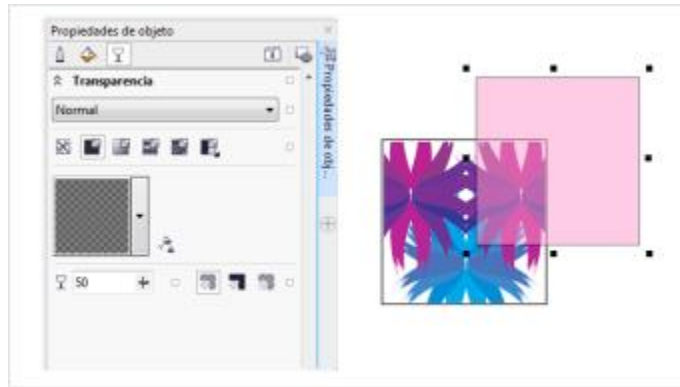 Propiedades de objeto
Transparencia
Normal
50
Propiedades de obj...